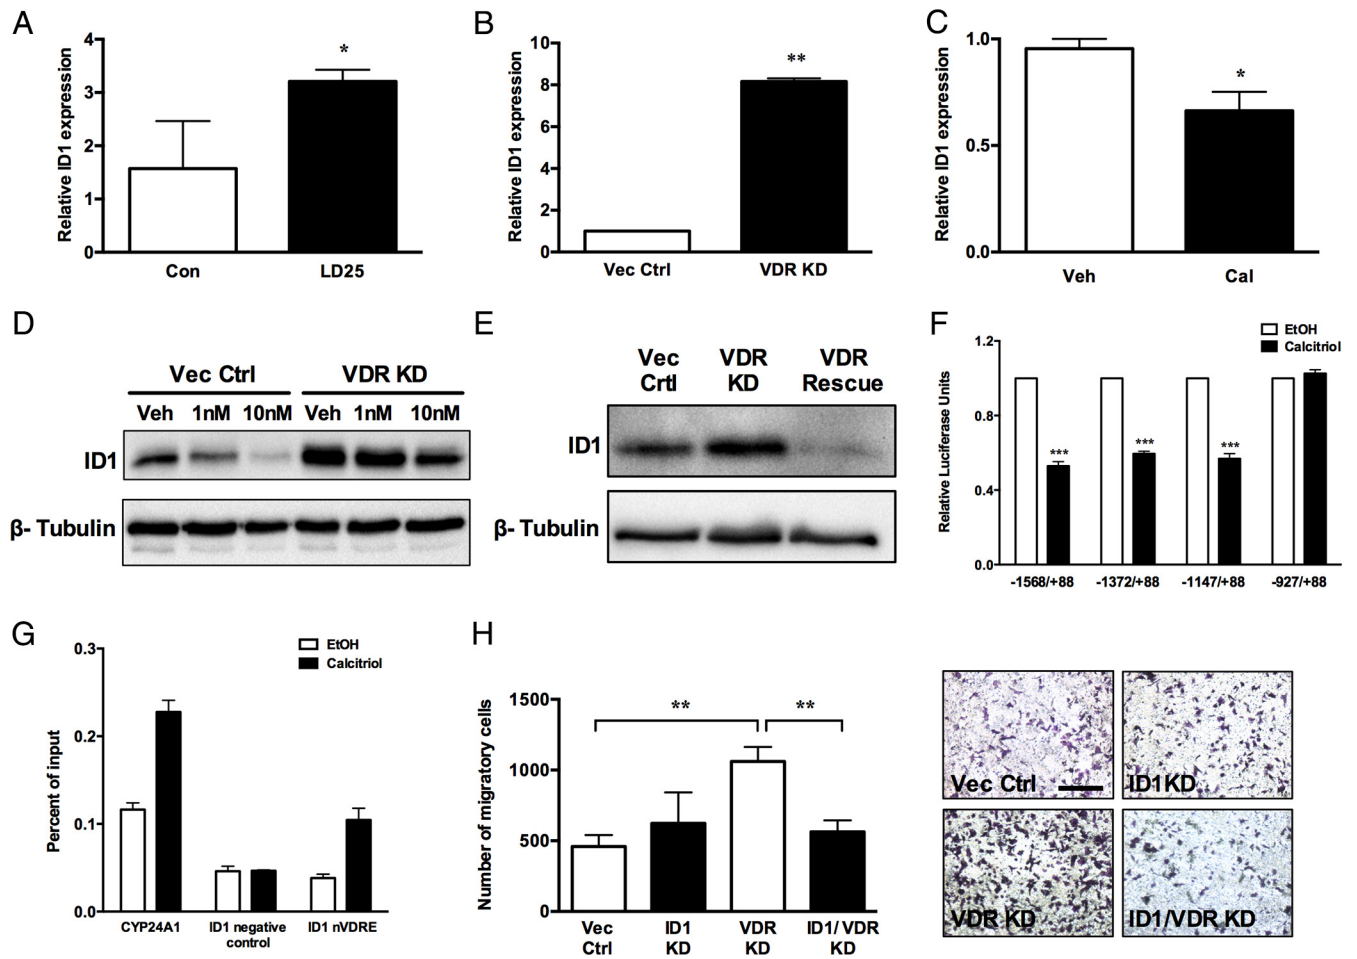 A
Relative ID1 expression
4
3
2
1
0
*
Con
LD25
B
Relative ID1 expression
10
8
6
4
2
0
**
Vec Ctrl
VDR KD
C
Relative ID1 expression
1.0
0.5
0.0
*
Veh
Cal
D
Vec Ctrl
VDR KD
Veh 1nM 10nM Veh 1nM 10nM
ID1
β- Tubulin
E
Vec
Crtl
VDR
KD
VDR
Rescue
ID1
β- Tubulin
F
EtOH
Calcitriol
Relative Luciferase Units
1.2
0.8
0.4
0.0
***
***
***
-1568/+88
-1372/+88
-1147/+88
-927/+88
G
EtOH
Calcitriol
Percent of input
0.3
0.2
0.1
0.0
CYP24A1
ID1 negative
control
ID1 nVDRE
H
Number of migratory cells
1500
1000
500
0
**
**
Vec
Ctrl
ID1
KD
VDR
KD
ID1/ VDR
KD
Vec Ctrl
ID1KD
VDR KD
ID1/VDR KD